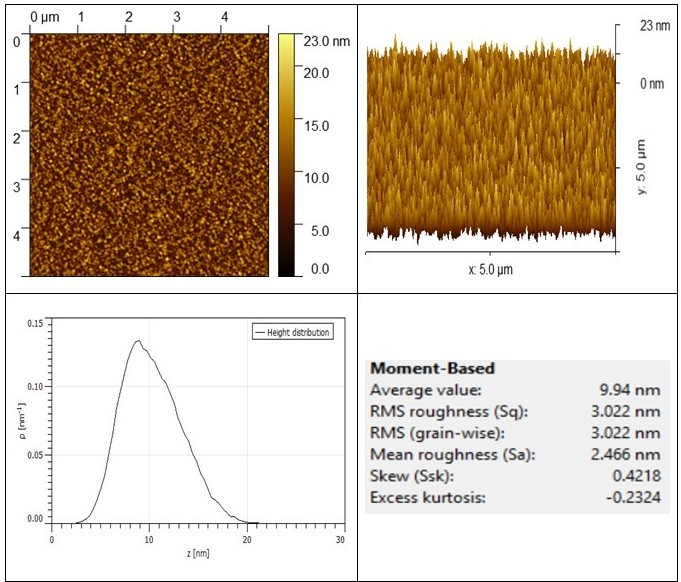 0 µm 1 2 3 4
0
1
2
3
4
23.0 nm
20.0
15.0
10.0
5.0
0.0
23 nm
0 nm
y: 5.0 µm
x: 5.0 µm
0.15
0.10
0.05
0.00
ρ [nm⁻¹]
Height distribution
0 10 20 30
z [nm]
Moment-Based
Average value: 9.94 nm
RMS roughness (Sq): 3.022 nm
RMS (grain-wise): 3.022 nm
Mean roughness (Sa): 2.466 nm
Skew (Ssk): 0.4218
Excess kurtosis: -0.2324